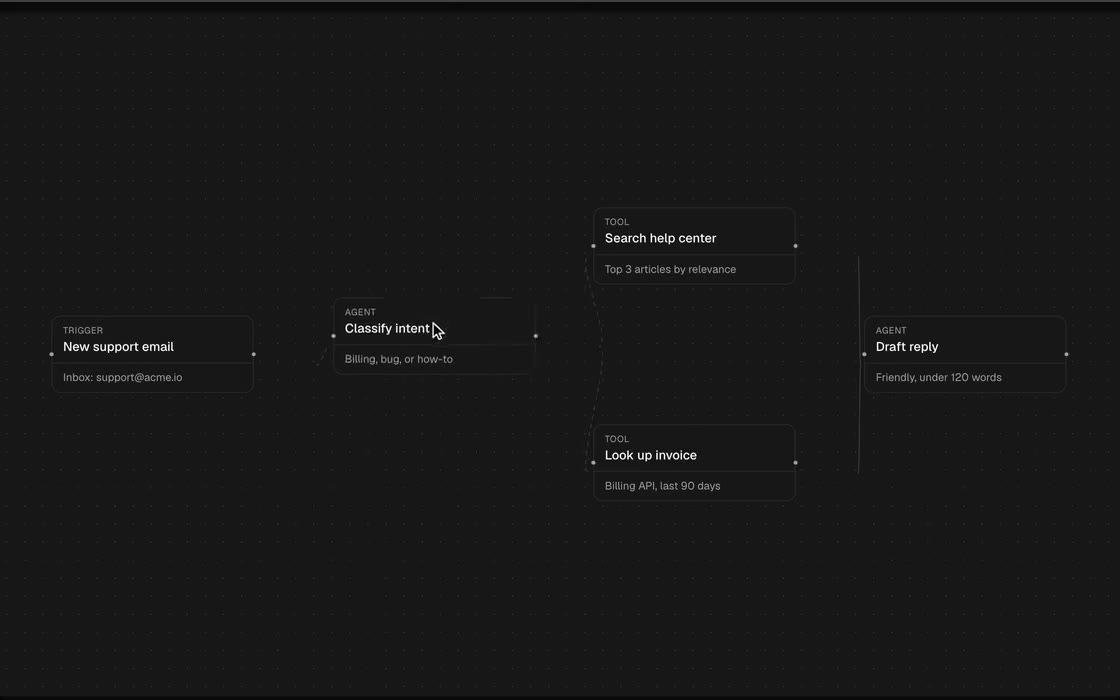 TRIGGER
New support email
Inbox: support@acme.io
AGENT
Classify intent
Billing, bug, or how-to
TOOL
Search help center
Top 3 articles by relevance
TOOL
Look up invoice
Billing API, last 90 days
AGENT
Draft reply
Friendly, under 120 words